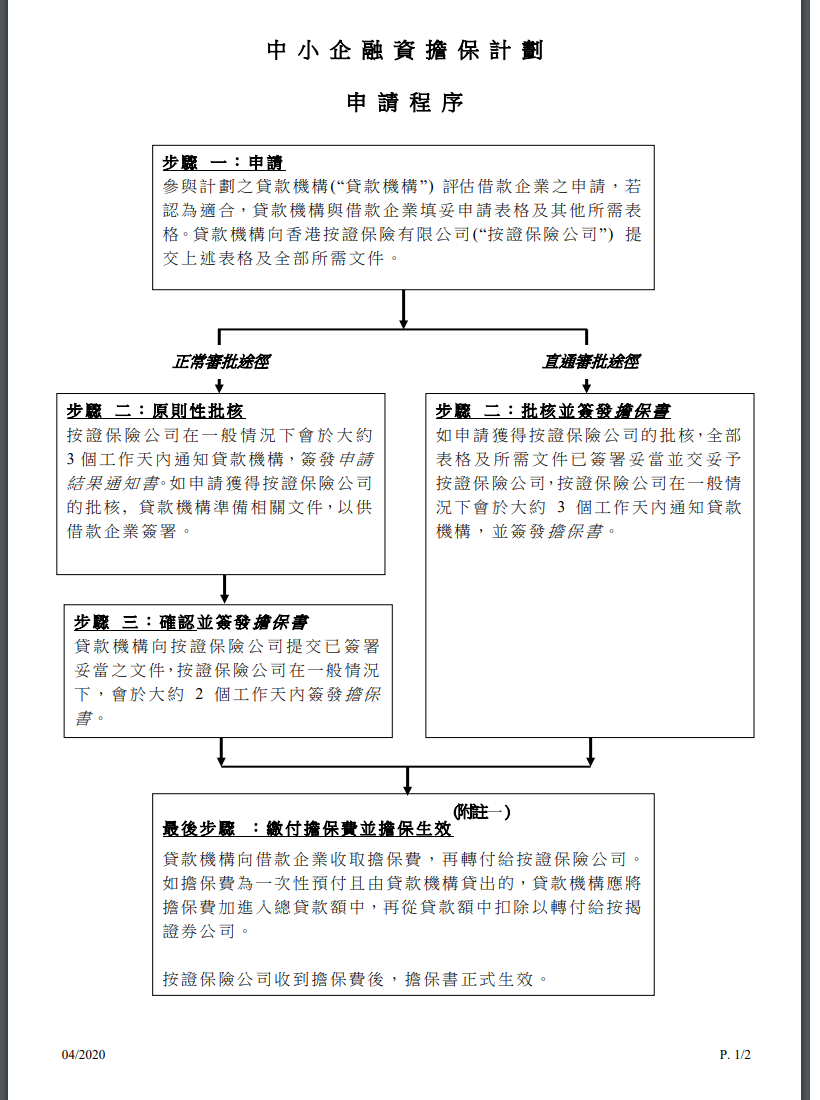 中小企融資擔保計劃
申請程序
步驟 一：申請
參與計劃之貸款機構(“貸款機構”) 評估借款企業之申請，若
認為適合，貸款機構與借款企業填妥申請表格及其他所需表
格。貸款機構向香港按證保險有限公司(“按證保險公司”) 提
交上述表格及全部所需文件。
正常審批途徑
直通審批途徑
步驟 二：原則性批核
按證保險公司在一般情況下會於大約
3 個工作天內通知貸款機構，簽發申請
結果通知書。如申請獲得按證保險公司
的批核, 貸款機構準備相關文件，以供
借款企業簽署。
步驟 三：確認並簽發擔保書
貸款機構向按證保險公司提交已簽署
妥當之文件，按證保險公司在一般情況
下，會於大約 2 個工作天內簽發擔保
書。
步驟 二：批核並簽發擔保書
如申請獲得按證保險公司的批核，全部
表格及所需文件已簽署妥當並交妥予
按證保險公司，按證保險公司在一般情
況下會於大約 3 個工作天內通知貸款
機構，並簽發擔保書。
最後步驟 ：繳付擔保費並擔保生效(附註一)
貸款機構向借款企業收取擔保費，再轉付給按證保險公司。
如擔保費為一次性預付且由貸款機構貸出的，貸款機構應將
擔保費加進入總貸款額中，再從貸款額中扣除以轉付給按揭
證券公司。
按證保險公司收到擔保費後，擔保書正式生效。
04/2020
P. 1/2